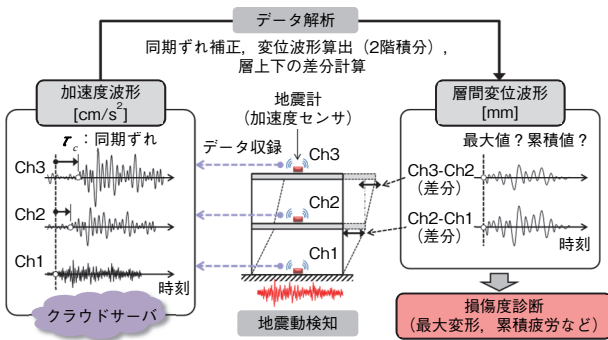 データ解析
同期ずれ補正，変位波形算出（2階積分），
層上下の差分計算
加速度波形
[cm/s²]
τc：同期ずれ
Ch3
Ch2
Ch1
時刻
クラウドサーバ
地震計
（加速度センサ）
データ収録
Ch3
Ch2
Ch1
地震動検知
層間変位波形
[mm]
最大値？累積値？
Ch3-Ch2
（差分）
Ch2-Ch1
（差分）
時刻
損傷度診断
（最大変形，累積疲労など）